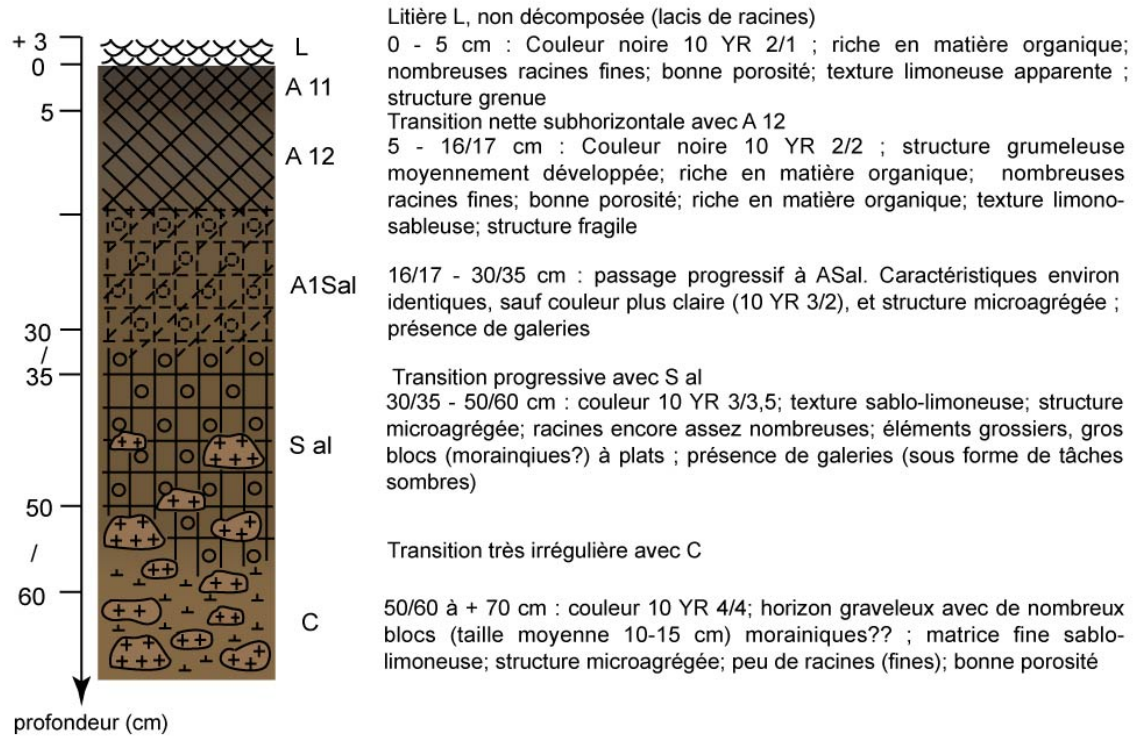 + 3
0
5
30
/
35
50
/
60
profondeur (cm)
L
A 11
A 12
A1Sal
S al
C
Litière L, non décomposée (lacis de racines)
0 - 5 cm : Couleur noire 10 YR 2/1 ; riche en matière organique;
nombreuses racines fines; bonne porosité; texture limoneuse apparente ;
structure grenue
Transition nette subhorizontale avec A 12
5 - 16/17 cm : Couleur noire 10 YR 2/2 ; structure grumeleuse
moyennement développée; riche en matière organique; nombreuses
racines fines; bonne porosité; riche en matière organique; texture limono-
sableuse; structure fragile
16/17 - 30/35 cm : passage progressif à ASal. Caractéristiques environ
identiques, sauf couleur plus claire (10 YR 3/2), et structure microagrégée ;
présence de galeries
Transition progressive avec S al
30/35 - 50/60 cm : couleur 10 YR 3/3,5; texture sablo-limoneuse; structure
microagrégée; racines encore assez nombreuses; éléments grossiers, gros
blocs (morainqiues?) à plats ; présence de galeries (sous forme de tâches
sombres)
Transition très irrégulière avec C
50/60 à + 70 cm : couleur 10 YR 4/4; horizon graveleux avec de nombreux
blocs (taille moyenne 10-15 cm) morainiques?? ; matrice fine sablo-
limoneuse; structure microagrégée; peu de racines (fines); bonne porosité